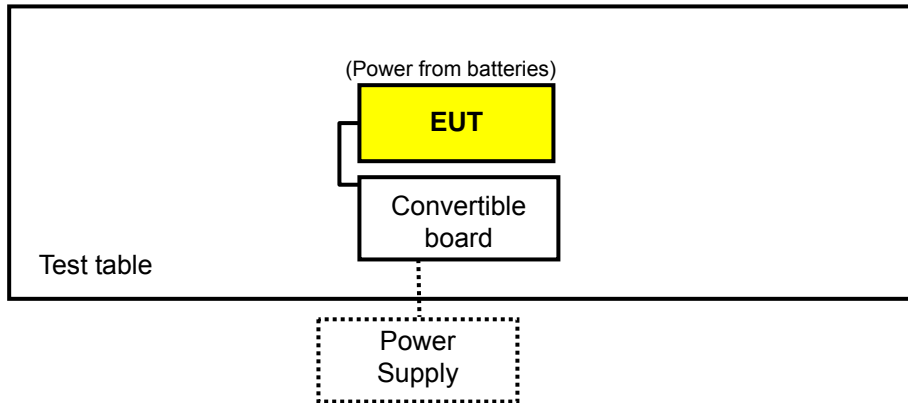 (Power from batteries)
EUT
Convertible
board
Test table
Power
Supply